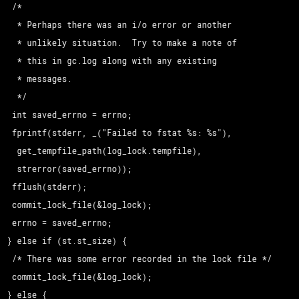 /*
* Perhaps there was an i/o error or another
* unlikely situation.  Try to make a note of
* this in gc.log along with any existing
* messages.
*/
int saved_errno = errno;
fprintf(stderr, _("Failed to fstat %s: %s"),
get_tempfile_path(log_lock.tempfile),
strerror(saved_errno));
fflush(stderr);
commit_lock_file(&log_lock);
errno = saved_errno;
} else if (st.st_size) {
/* There was some error recorded in the lock file */
commit_lock_file(&log_lock);
} else {